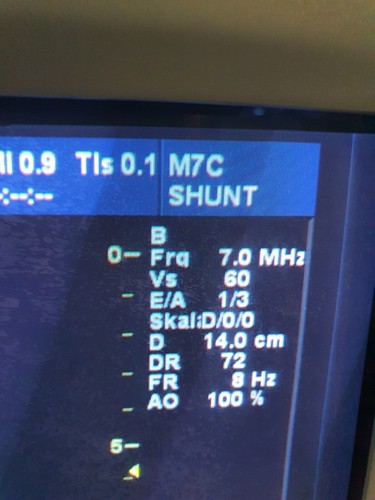 MI 0.9 TIs 0.1 M7C
-:--:-- SHUNT
B
0 Frq 7.0 MHz
Vs 60
E/A 1/3
Skal:D/0/0
D 14.0 cm
DR 72
FR 8 Hz
AO 100 %
5